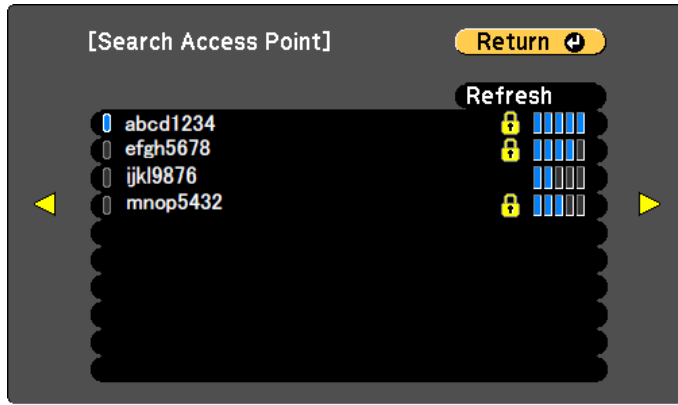 [Search Access Point]
Return
Refresh
abcd1234
efgh5678
ijkl9876
mnop5432